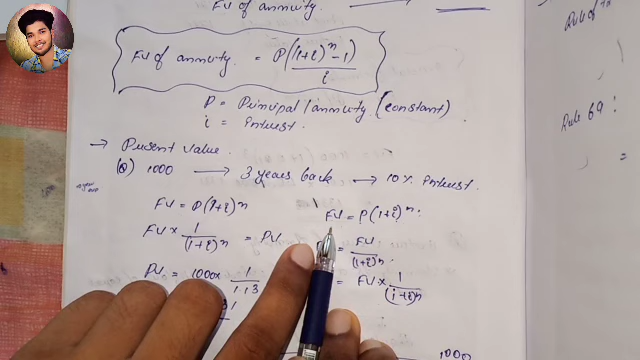 FV of annuity.
Rule of 72
FV of annuity. = P((1+i)^n - 1) / i
P = Principal / annuity. (constant)
i = Interest.
Rule 69 :
→ Present value.
(Q) 1000 → 3 years back → 10% interest.
FV = P(1+i)^n
FV × 1/(1+i)^n = PV.
PV. = 1000 × 1/1.13
FV = P(1+i)^n.
= FV/(1+i)^n.
= FV × 1/(1+i)^n
1000